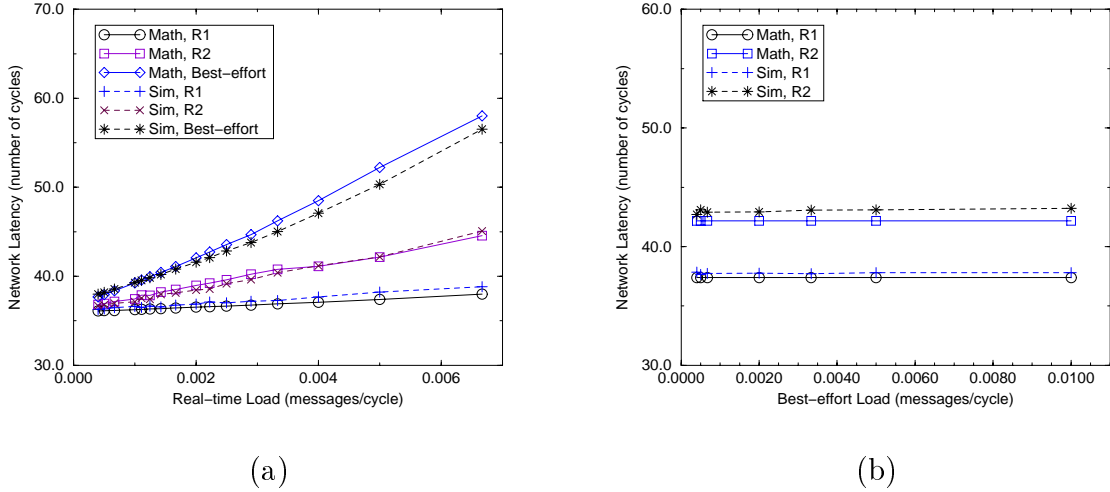 70.0
60.0
50.0
40.0
30.0
Network Latency (number of cycles)
Math, R1
Math, R2
Math, Best−effort
Sim, R1
Sim, R2
Sim, Best−effort
0.000
0.002
0.004
0.006
Real−time Load (messages/cycle)
(a)
60.0
50.0
40.0
30.0
Network Latency (number of cycles)
Math, R1
Math, R2
Sim, R1
Sim, R2
0.0000
0.0020
0.0040
0.0060
0.0080
0.0100
Best−effort Load (messages/cycle)
(b)